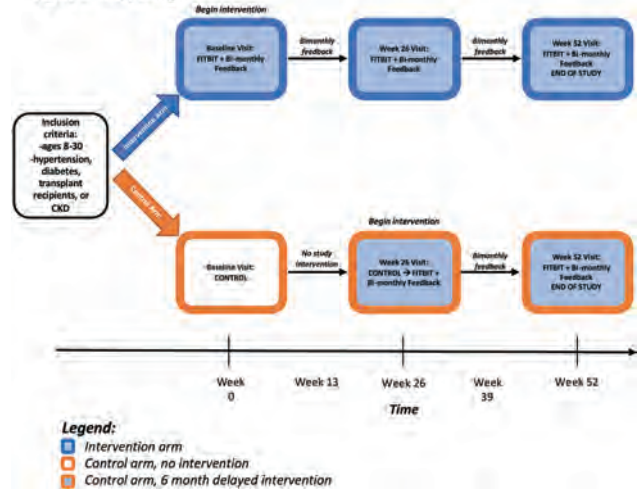 Begin intervention
Baseline Visit:
FITBIT + Bi-monthly
Feedback
Bimonthly
feedback
Week 26 Visit:
FITBIT + Bi-monthly
Feedback
Bimonthly
feedback
Week 52 Visit:
FITBIT + Bi-monthly
Feedback
END OF STUDY
Inclusion
criteria:
-ages 8-30
-hypertension,
diabetes,
transplant
recipients, or
CKD
Intervention Arm
Control Arm
Begin intervention
Baseline Visit:
CONTROL
No study
intervention
Week 26 Visit:
CONTROL → FITBIT +
Bi-monthly Feedback
Bimonthly
feedback
Week 52 Visit:
FITBIT + Bi-monthly
Feedback
END OF STUDY
Week
0
Week 13
Week 26
Week
39
Week 52
Time
Legend:
Intervention arm
Control arm, no intervention
Control arm, 6 month delayed intervention